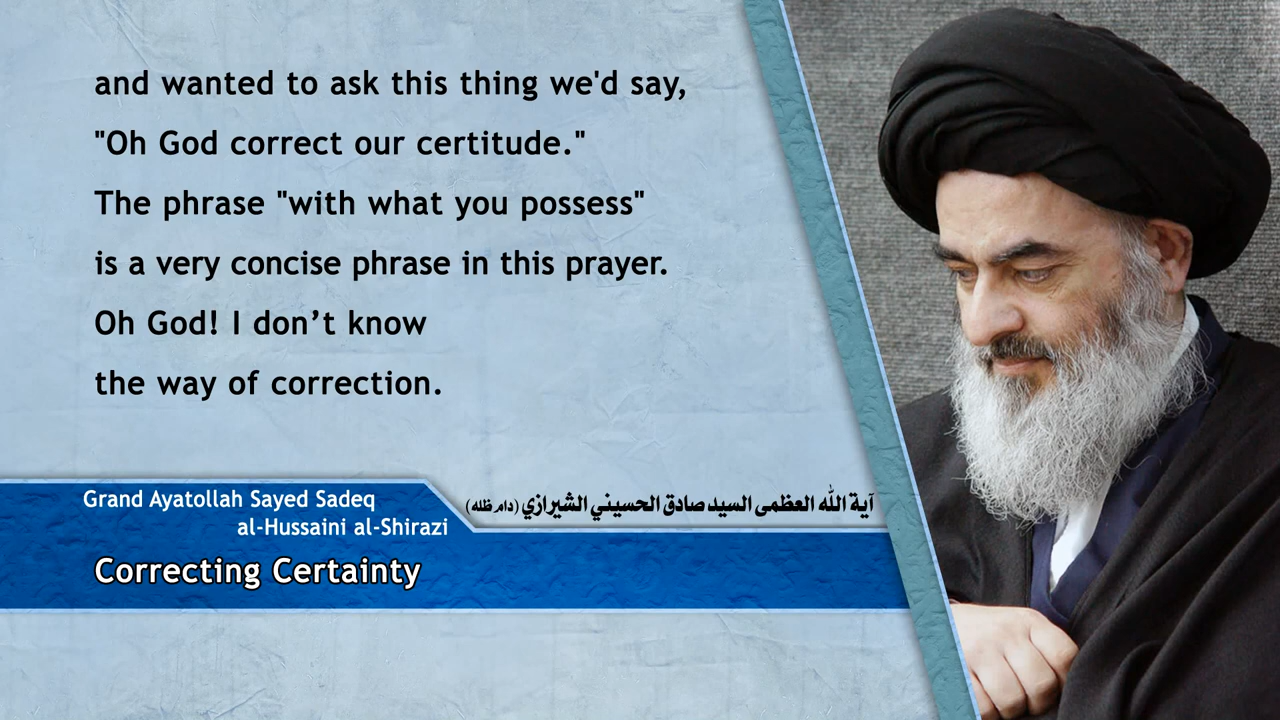 and wanted to ask this thing we'd say,
"Oh God correct our certitude."
The phrase "with what you possess"
is a very concise phrase in this prayer.
Oh God! I don’t know
the way of correction.
Grand Ayatollah Sayed Sadeq
al-Hussaini al-Shirazi
آية الله العظمى السيد صادق الحسيني الشيرازي (دام ظله)
Correcting Certainty